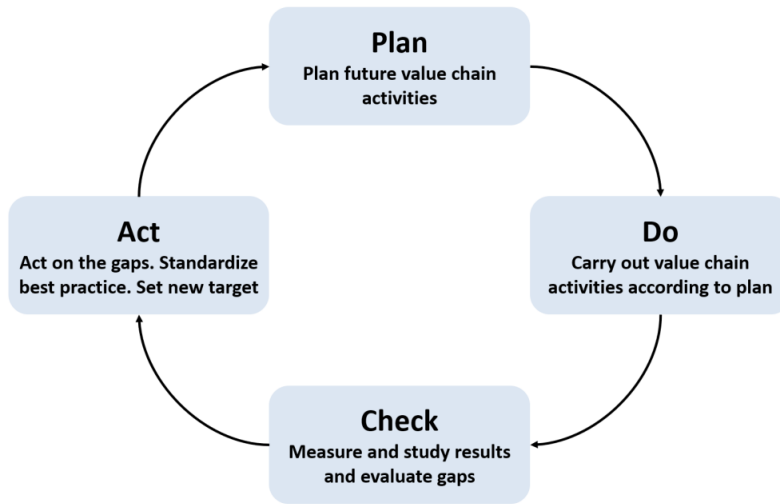 Plan
Plan future value chain
activities
Do
Carry out value chain
activities according to plan
Check
Measure and study results
and evaluate gaps
Act
Act on the gaps. Standardize
best practice. Set new target